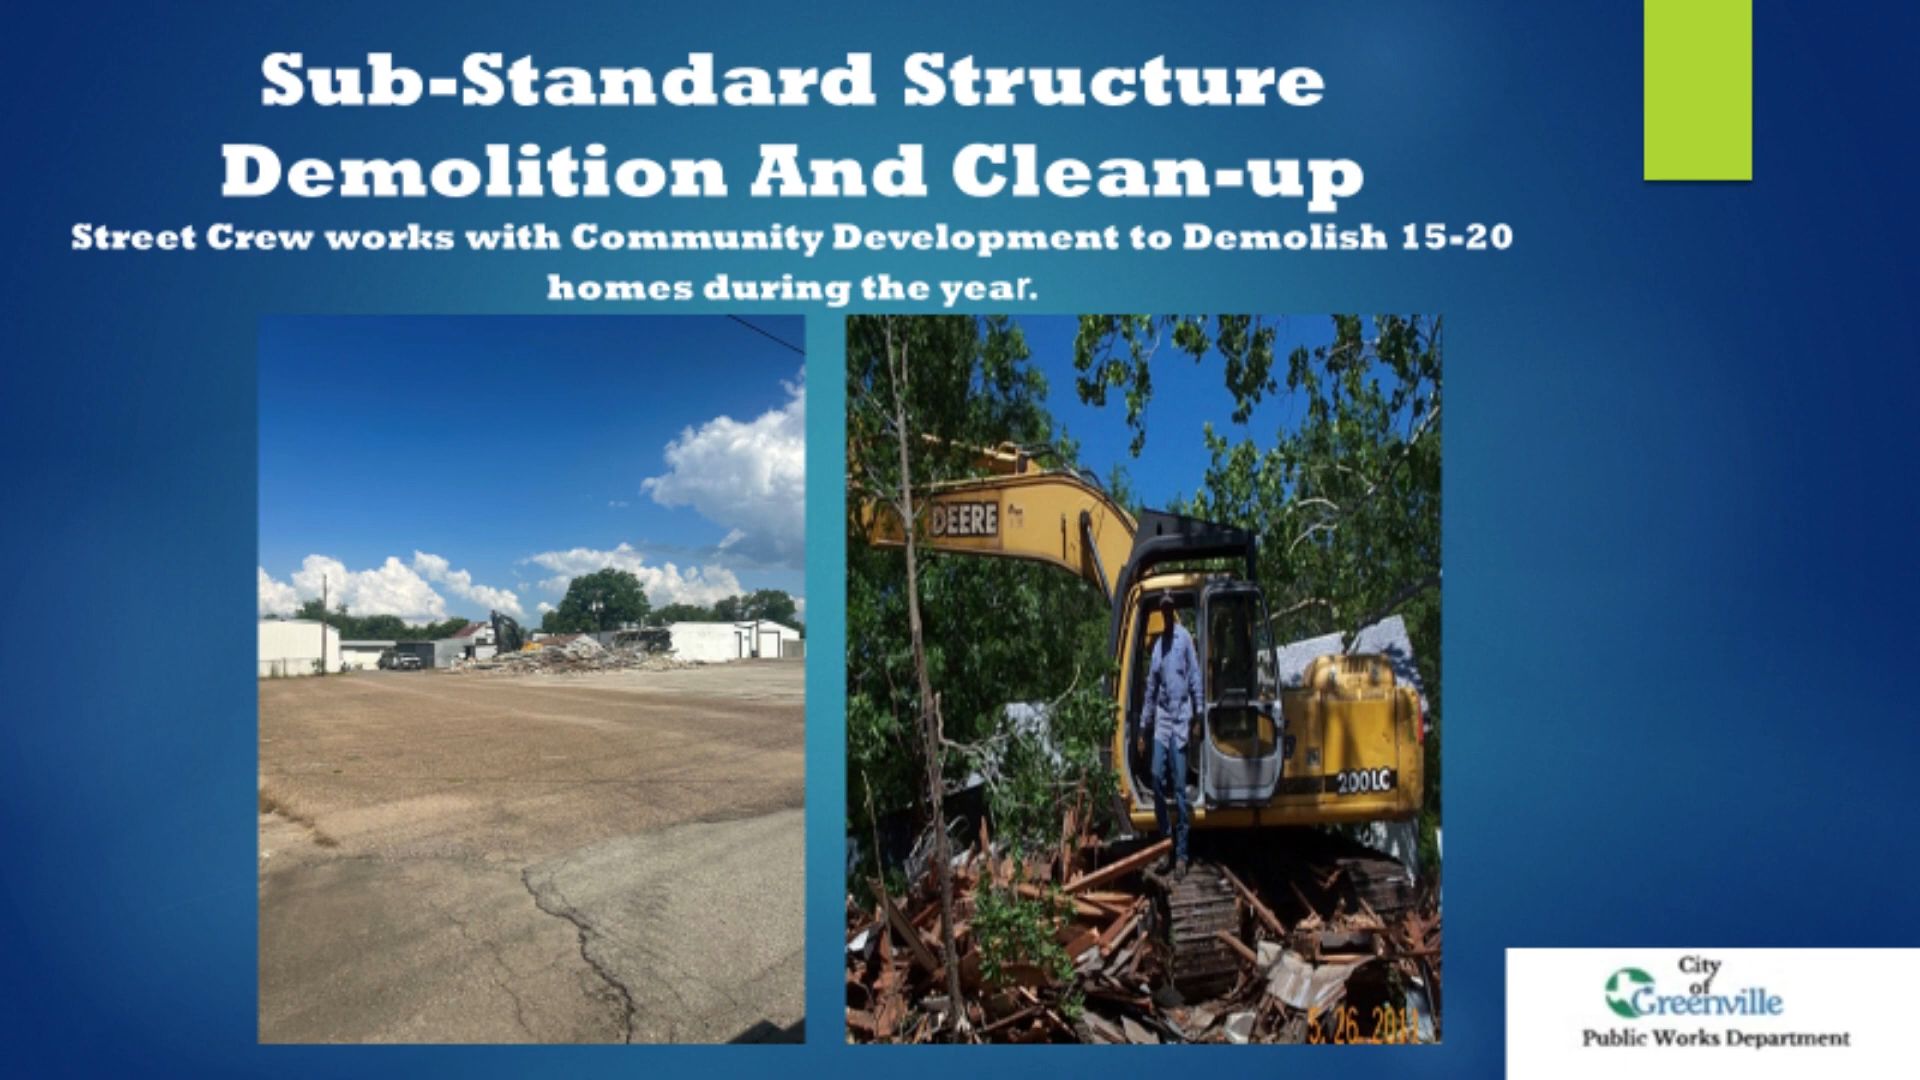 Sub-Standard Structure
Demolition And Clean-up
Street Crew works with Community Development to Demolish 15-20
homes during the year.
DEERE
200LC
5. 26. 2011
City
of
Greenville
Public Works Department